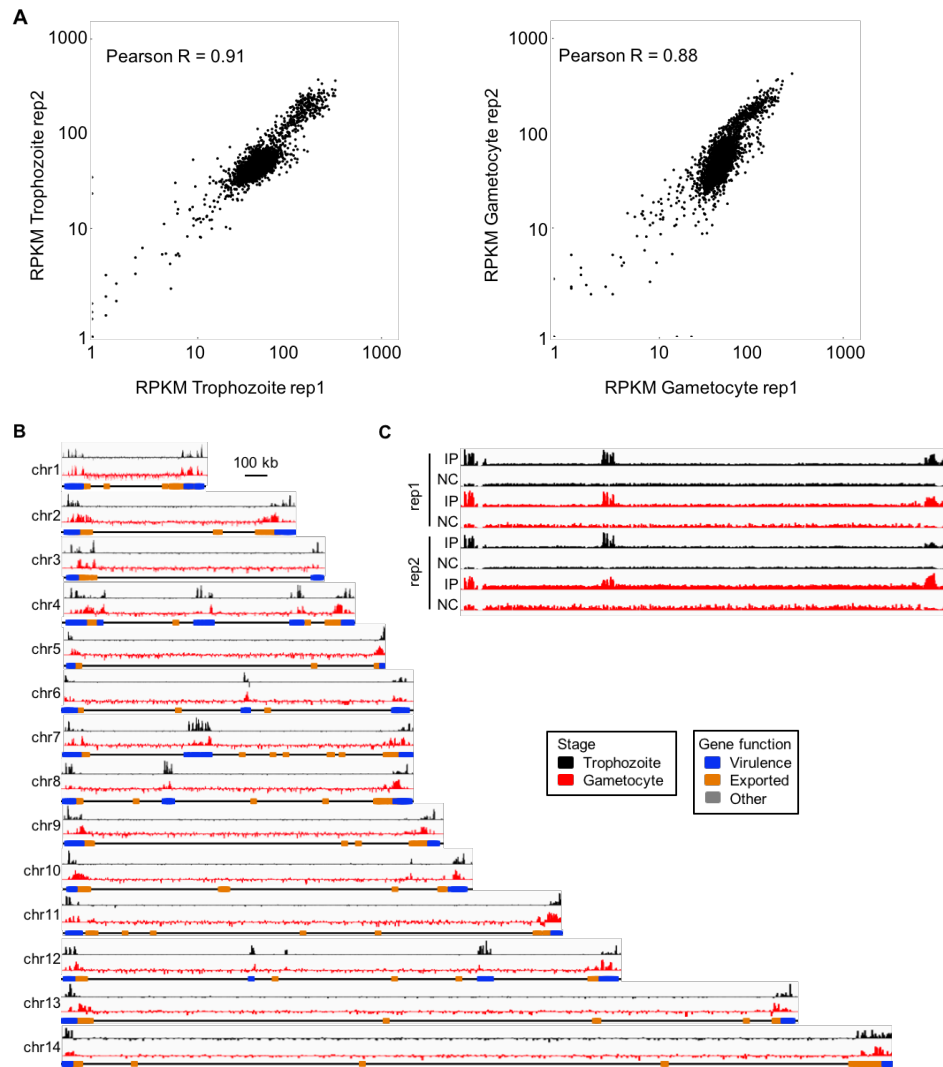 A
1000
100
10
1
Pearson R = 0.91
RPKM Trophozoite rep2
1
10
100
1000
RPKM Trophozoite rep1
1000
100
10
1
Pearson R = 0.88
RPKM Gametocyte rep2
1
10
100
1000
RPKM Gametocyte rep1
B
100 kb
chr1
chr2
chr3
chr4
chr5
chr6
chr7
chr8
chr9
chr10
chr11
chr12
chr13
chr14
C
rep1
IP
NC
IP
NC
rep2
IP
NC
IP
NC
Stage
Trophozoite
Gametocyte
Gene function
Virulence
Exported
Other